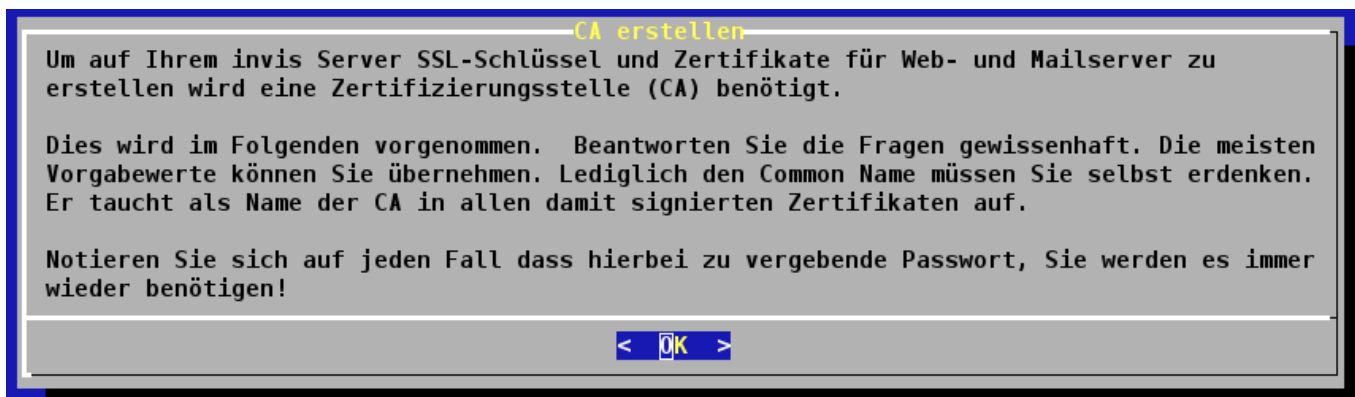 CA erstellen
Um auf Ihrem invis Server SSL-Schlüssel und Zertifikate für Web- und Mailserver zu
erstellen wird eine Zertifizierungsstelle (CA) benötigt.
Dies wird im Folgenden vorgenommen.  Beantworten Sie die Fragen gewissenhaft. Die meisten
Vorgabewerte können Sie übernehmen. Lediglich den Common Name müssen Sie selbst erdenken.
Er taucht als Name der CA in allen damit signierten Zertifikaten auf.
Notieren Sie sich auf jeden Fall dass hierbei zu vergebende Passwort, Sie werden es immer
wieder benötigen!
<  OK  >